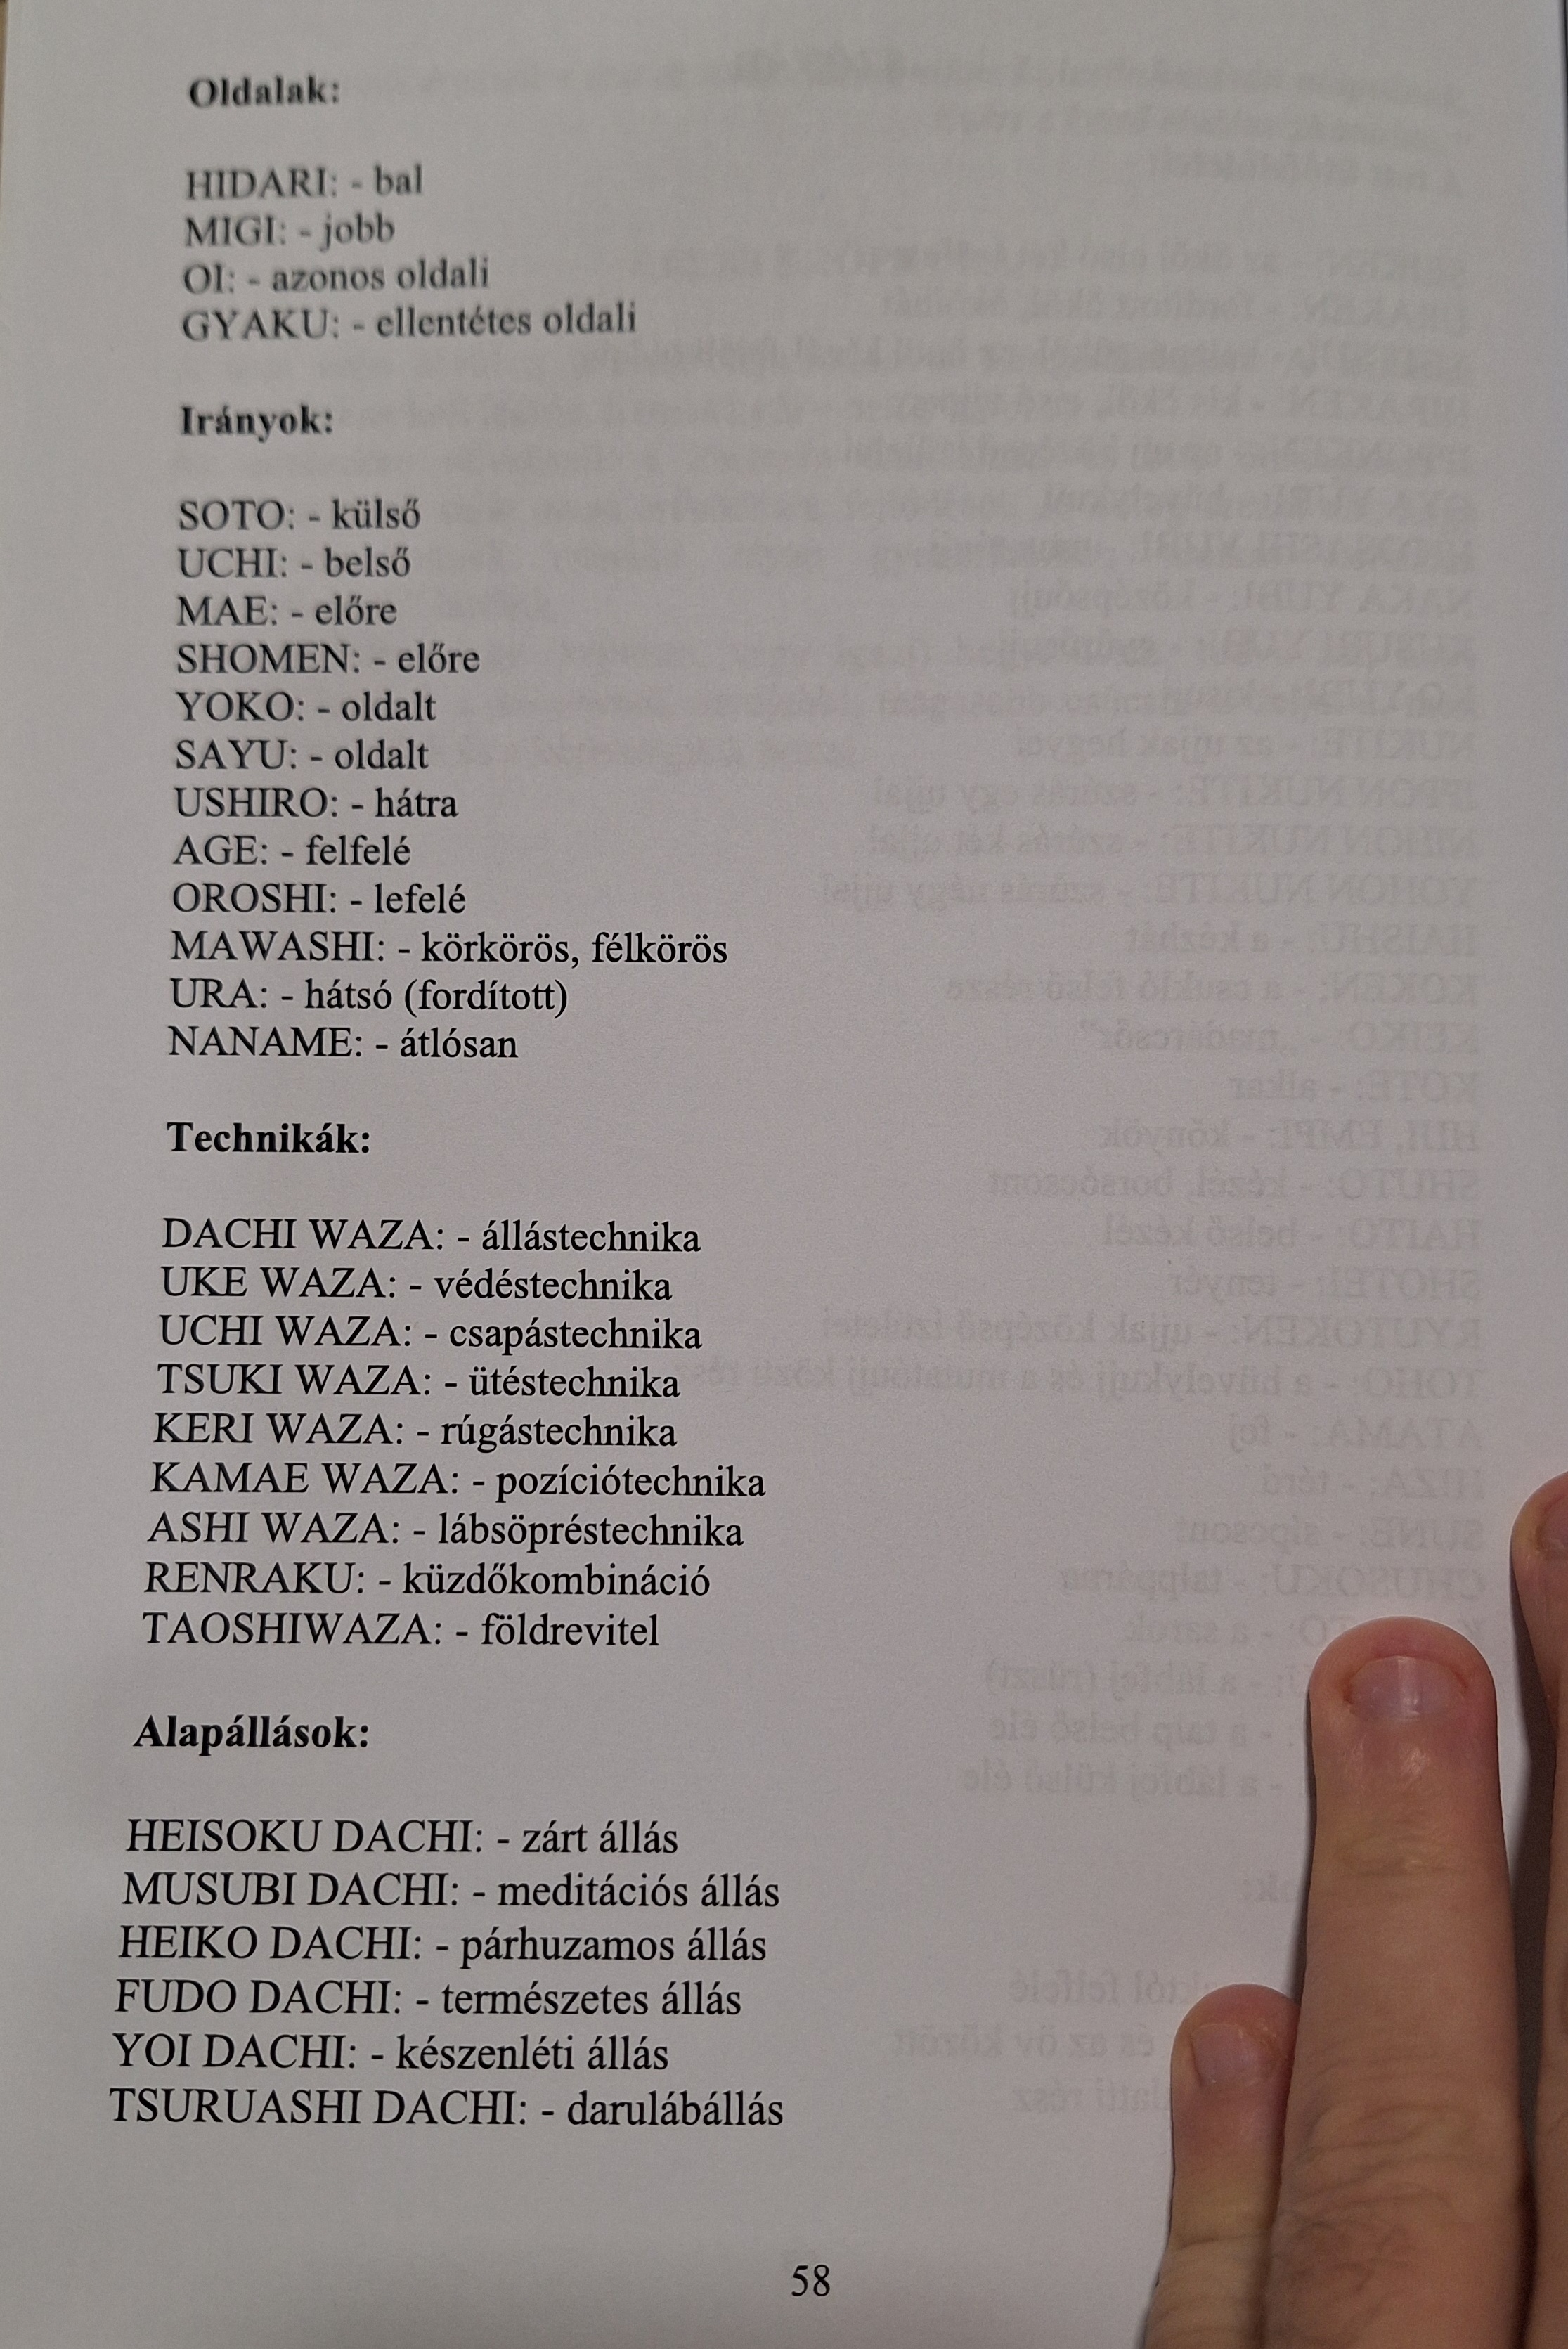 Oldalak:
HIDARI: - bal
MIGI: - jobb
OI: - azonos oldali
GYAKU: - ellentétes oldali
Irányok:
SOTO: - külső
UCHI: - belső
MAE: - előre
SHOMEN: - előre
YOKO: - oldalt
SAYU: - oldalt
USHIRO: - hátra
AGE: - felfelé
OROSHI: - lefelé
MAWASHI: - körkörös, félkörös
URA: - hátsó (fordított)
NANAME: - átlósan
Technikák:
DACHI WAZA: - állástechnika
UKE WAZA: - védéstechnika
UCHI WAZA: - csapástechnika
TSUKI WAZA: - ütéstechnika
KERI WAZA: - rúgástechnika
KAMAE WAZA: - pozíciótechnika
ASHI WAZA: - lábsöpréstechnika
RENRAKU: - küzdőkombináció
TAOSHIWAZA: - földrevitel
Alapállások:
HEISOKU DACHI: - zárt állás
MUSUBI DACHI: - meditációs állás
HEIKO DACHI: - párhuzamos állás
FUDO DACHI: - természetes állás
YOI DACHI: - készenléti állás
TSURUASHI DACHI: - darulábállás
58